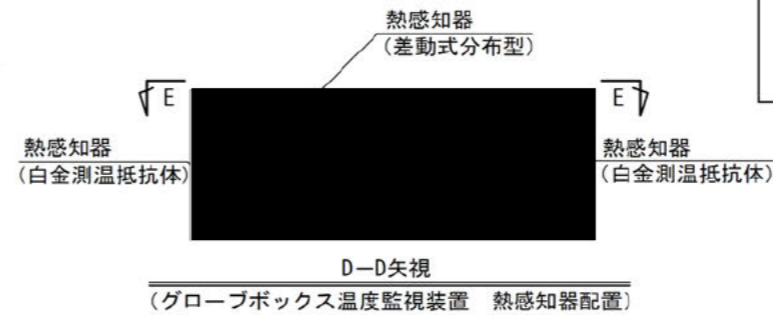 熱感知器
(差動式分布型)
E
E
熱感知器
(白金測温抵抗体)
熱感知器
(白金測温抵抗体)
D－D矢視
(グローブボックス温度監視装置　熱感知器配置)